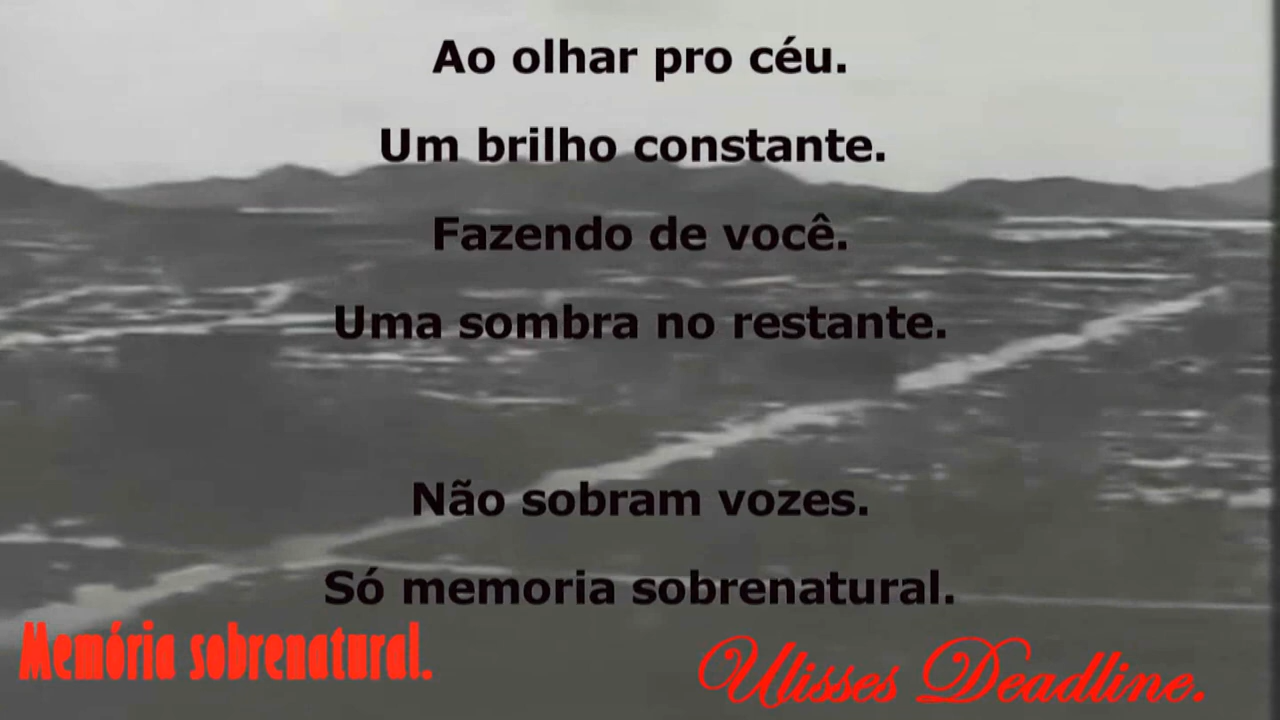 Ao olhar pro céu.
Um brilho constante.
Fazendo de você.
Uma sombra no restante.
Não sobram vozes.
Só memoria sobrenatural.
Memória sobrenatural.
Ulisses Deadline.